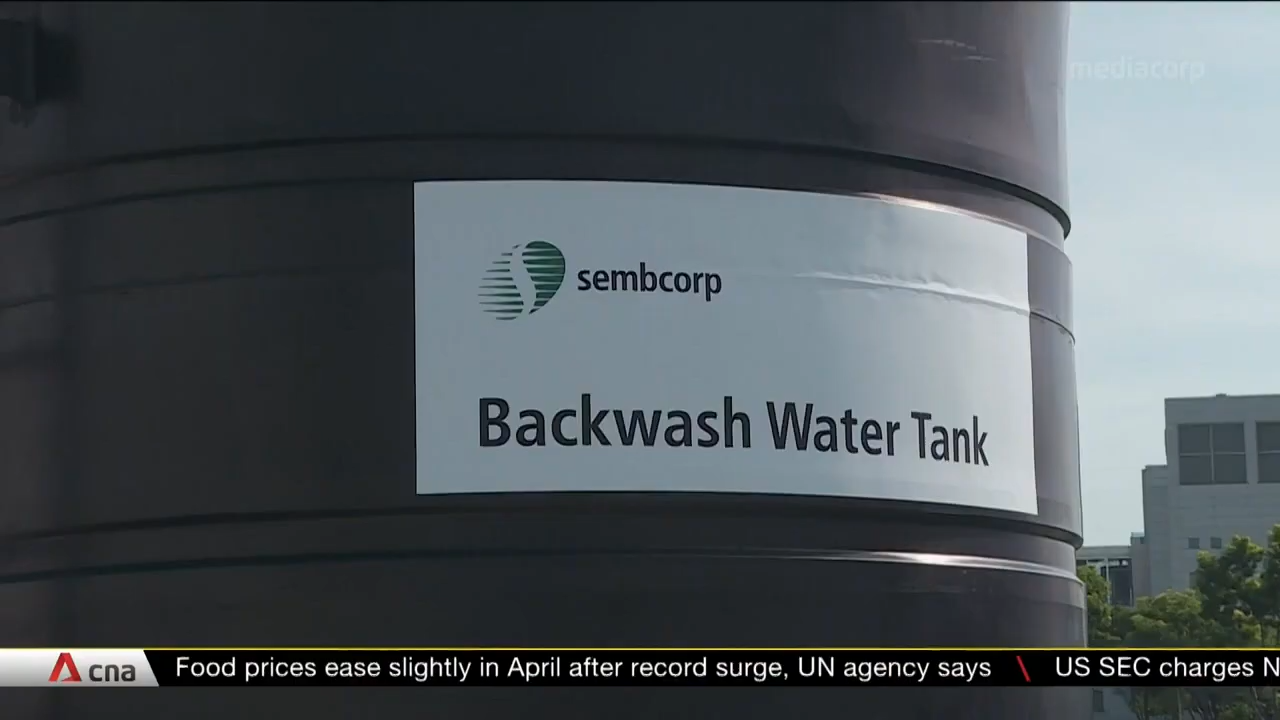 mediacorp
sembcorp
Backwash Water Tank
cna
Food prices ease slightly in April after record surge, UN agency says \ US SEC charges N